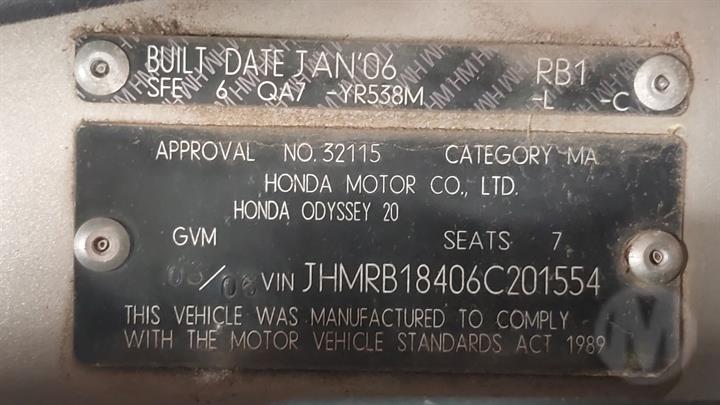 BUILT DATE JAN'06 RB1
SFE 6 QA7 -YR538M -L -C
APPROVAL NO. 32115 CATEGORY MA
HONDA MOTOR CO., LTD.
HONDA ODYSSEY 20
GVM SEATS 7
03/06 VIN JHMRB18406C201554
THIS VEHICLE WAS MANUFACTURED TO COMPLY
WITH THE MOTOR VEHICLE STANDARDS ACT 1989